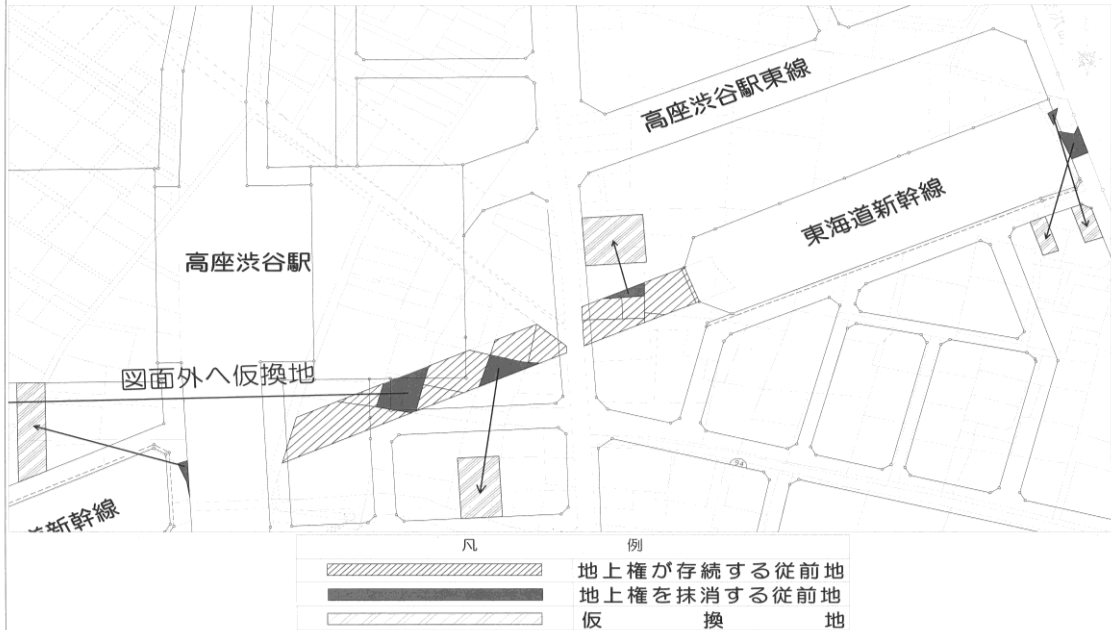 高座渋谷駅東線
東海道新幹線
高座渋谷駅
図面外へ仮換地
道新幹線
24
凡 例
地上権が存続する従前地
地上権を抹消する従前地
仮換地